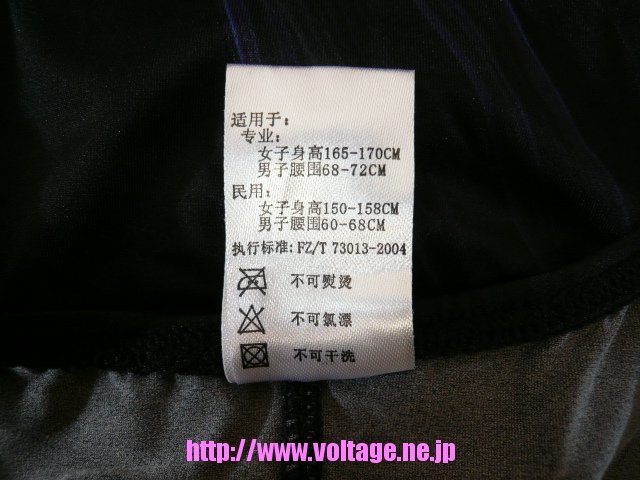 适用于:
专业:
女子身高165-170CM
男子腰围68-72CM
民用:
女子身高150-158CM
男子腰围60-68CM
执行标准: FZ/T 73013-2004
不可熨烫
不可氯漂
不可干洗
http://www.voltage.ne.jp